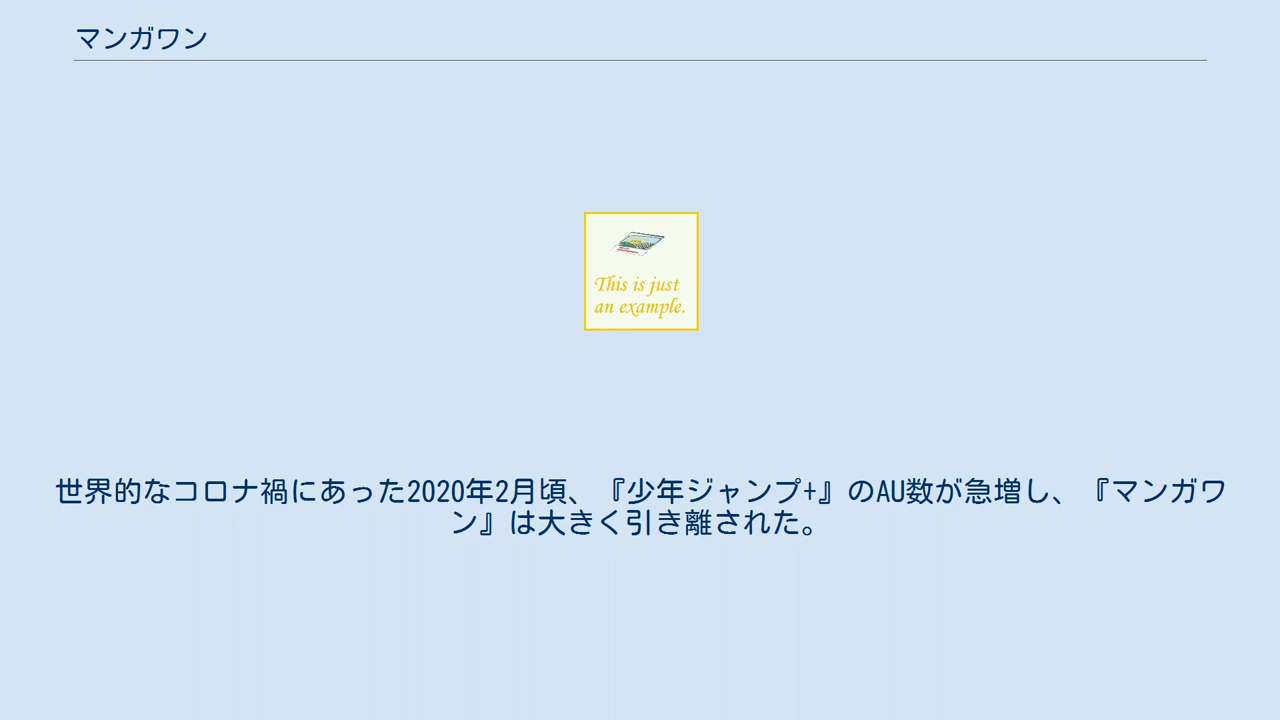 マンガワン
This is just
an example.
世界的なコロナ禍にあった2020年2月頃、『少年ジャンプ+』のAU数が急増し、『マンガワ
ン』は大きく引き離された。